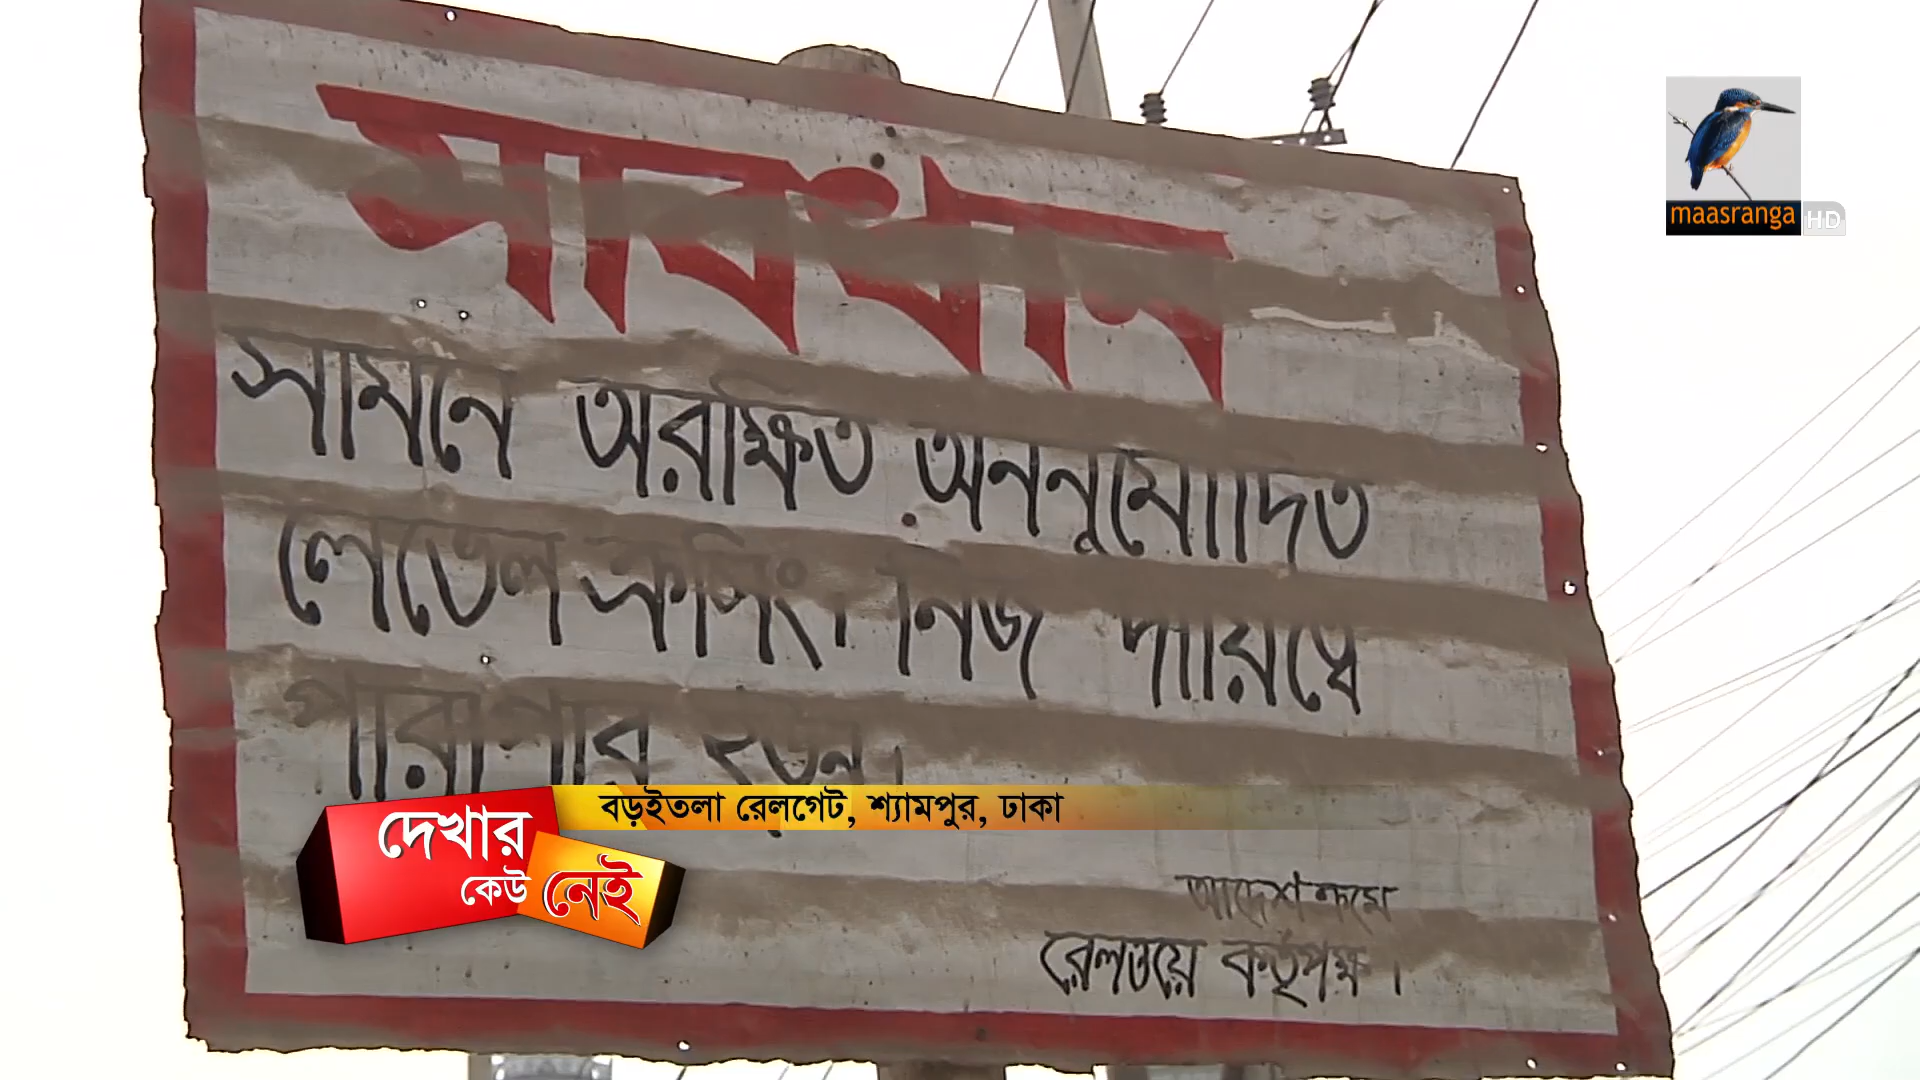 সাবধান
সামনে অরক্ষিত অননুমোদিত
লেভেল ক্রসিং। নিজ দায়িত্বে
পারাপার হউন।
আদেশক্রমে
রেলওয়ে কর্তৃপক্ষ।
বড়ইতলা রেলগেট, শ্যামপুর, ঢাকা
দেখার
কেউ নেই
maasranga HD